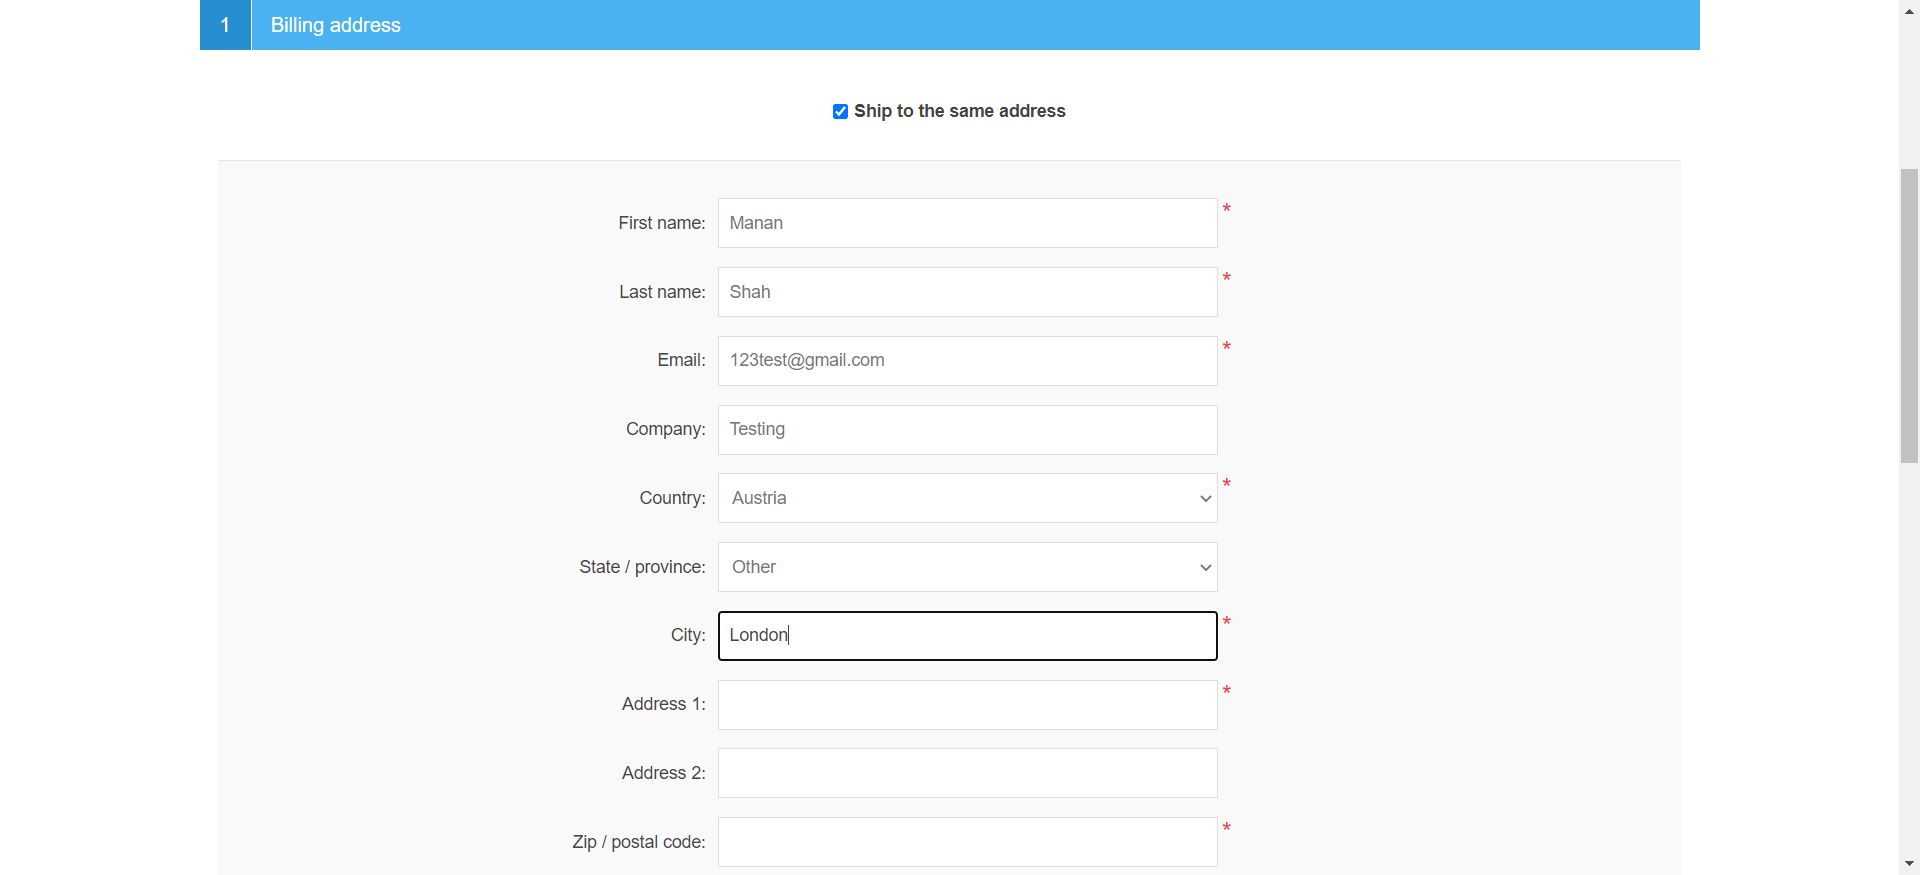 1 Billing address
Ship to the same address
First name: Manan *
Last name: Shah *
Email: 123test@gmail.com *
Company: Testing
Country: Austria *
State / province: Other
City: London *
Address 1: *
Address 2:
Zip / postal code: *